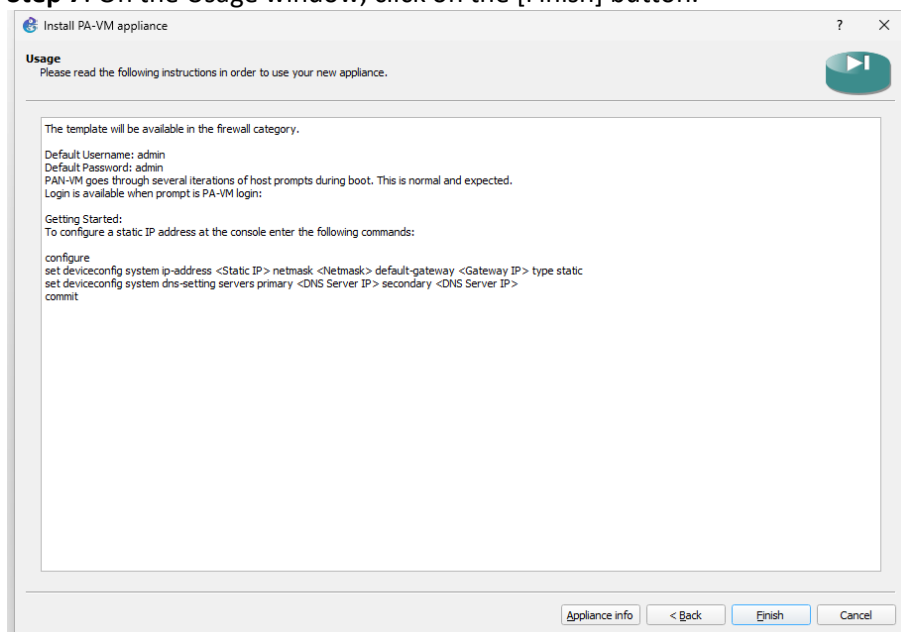 Step 7: On the Usage window, click on the [Finish] button.
Install PA-VM appliance
?
Usage
Please read the following instructions in order to use your new appliance.
The template will be available in the firewall category.
Default Username: admin
Default Password: admin
PAN-VM goes through several iterations of host prompts during boot. This is normal and expected.
Login is available when prompt is PA-VM login:
Getting Started:
To configure a static IP address at the console enter the following commands:
configure
set deviceconfig system ip-address <Static IP> netmask <Netmask> default-gateway <Gateway IP> type static
set deviceconfig system dns-setting servers primary <DNS Server IP> secondary <DNS Server IP>
commit
Appliance info
< Back
Finish
Cancel